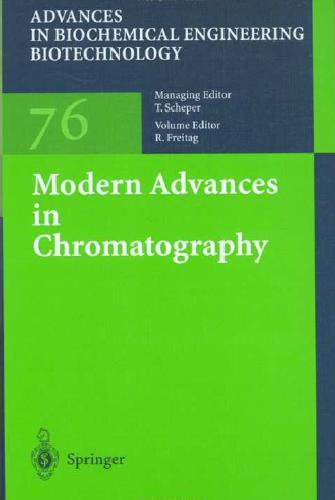 ADVANCES
IN BIOCHEMICAL ENGINEERING
BIOTECHNOLOGY
76
Managing Editor
T. Scheper
Volume Editor
R. Freitag
Modern Advances
in
Chromatography
Springer